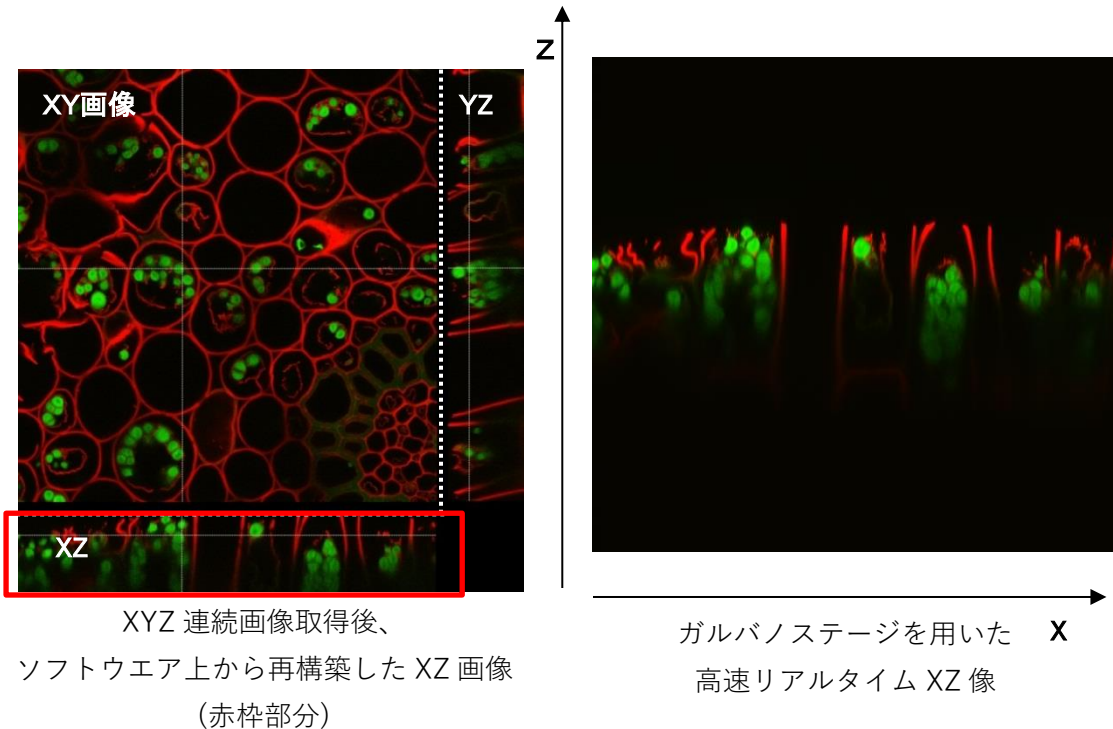 XY画像
YZ
XZ
XYZ 連続画像取得後、
ソフトウエア上から再構築した XZ 画像
(赤枠部分)
Z
X
ガルバノステージを用いた
高速リアルタイム XZ 像